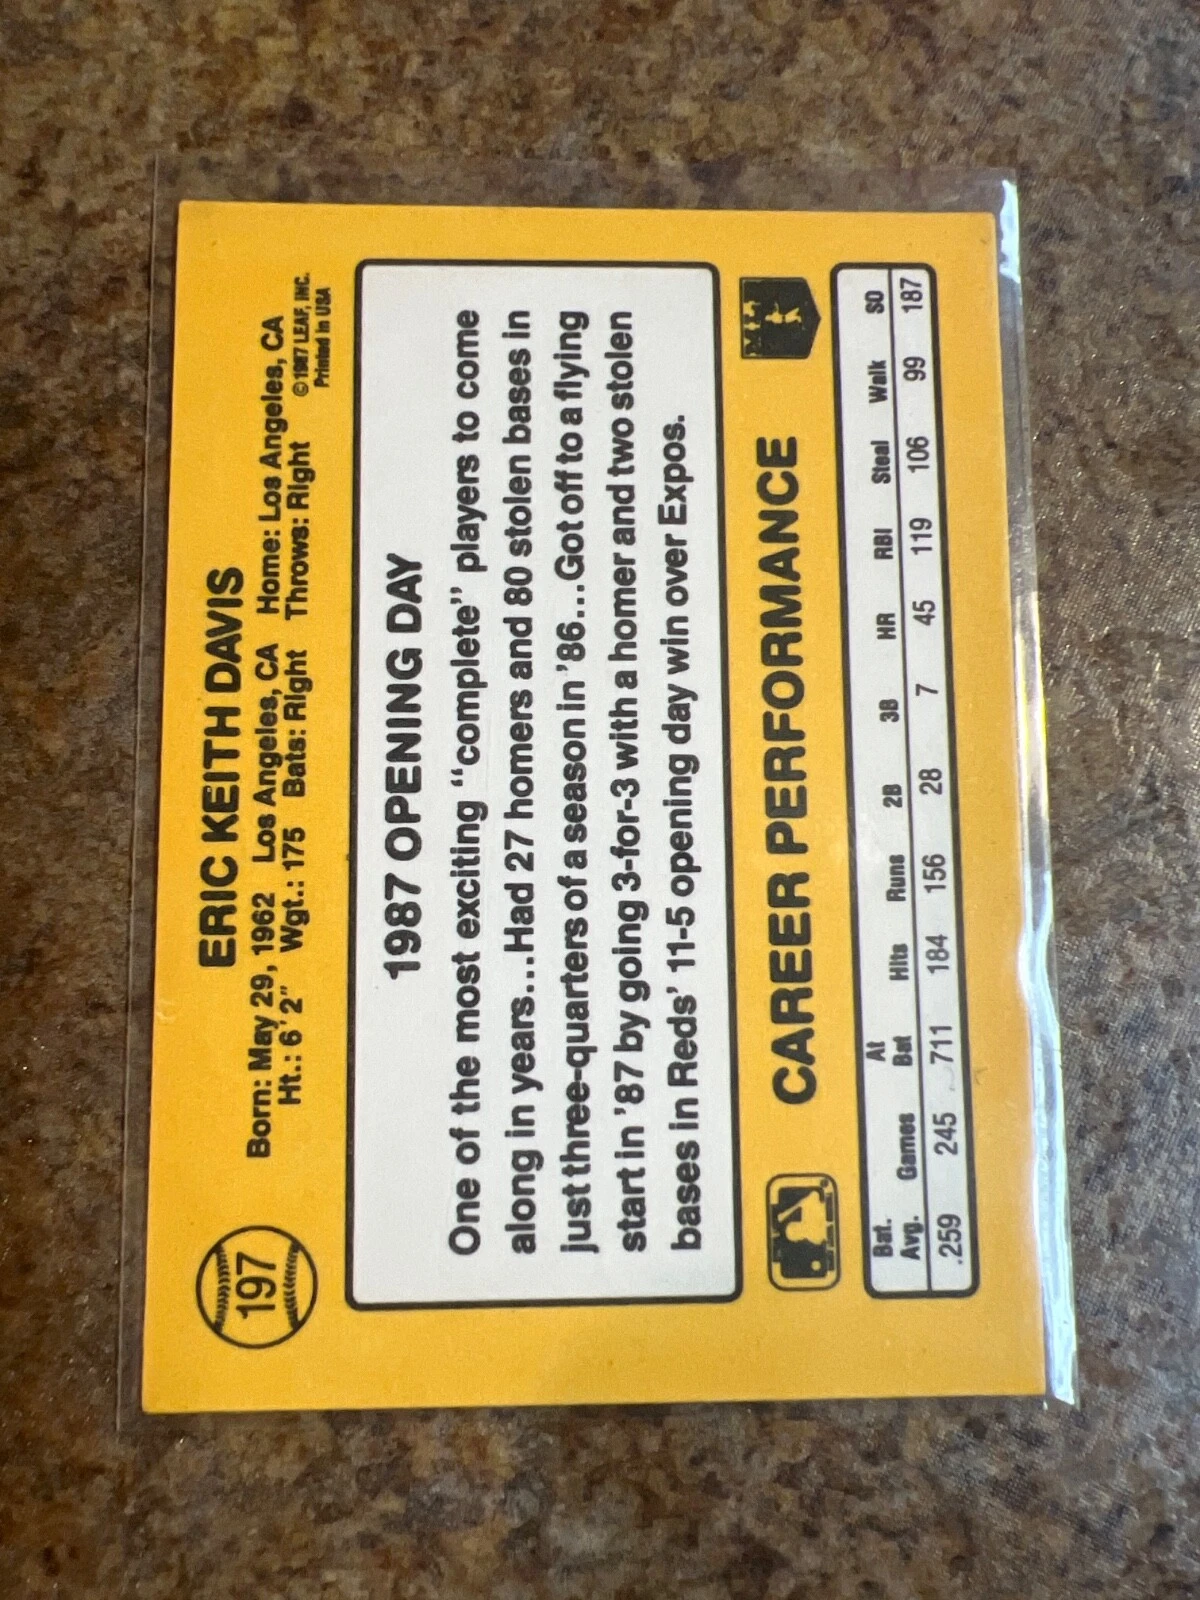 197
ERIC KEITH DAVIS
Born: May 29, 1962 Los Angeles, CA Home: Los Angeles, CA
Ht.: 6'2" Wgt.: 175 Bats: Right Throws: Right
© 1987 LEAF, INC.
Printed in USA
1987 OPENING DAY
One of the most exciting "complete" players to come
along in years...Had 27 homers and 80 stolen bases in
just three-quarters of a season in '86...Got off to a flying
start in '87 by going 3-for-3 with a homer and two stolen
bases in Reds' 11-5 opening day win over Expos.
CAREER PERFORMANCE
Bat. Avg. Games At Bat Hits Runs 2B 3B HR RBI Steal Walk SO
.259 245 711 184 156 28 7 45 119 106 99 187